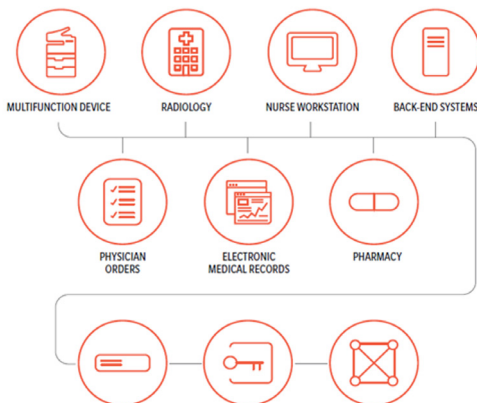 MULTIFUNCTION DEVICE
RADIOLOGY
NURSE WORKSTATION
BACK-END SYSTEMS
PHYSICIAN
ORDERS
ELECTRONIC
MEDICAL RECORDS
PHARMACY